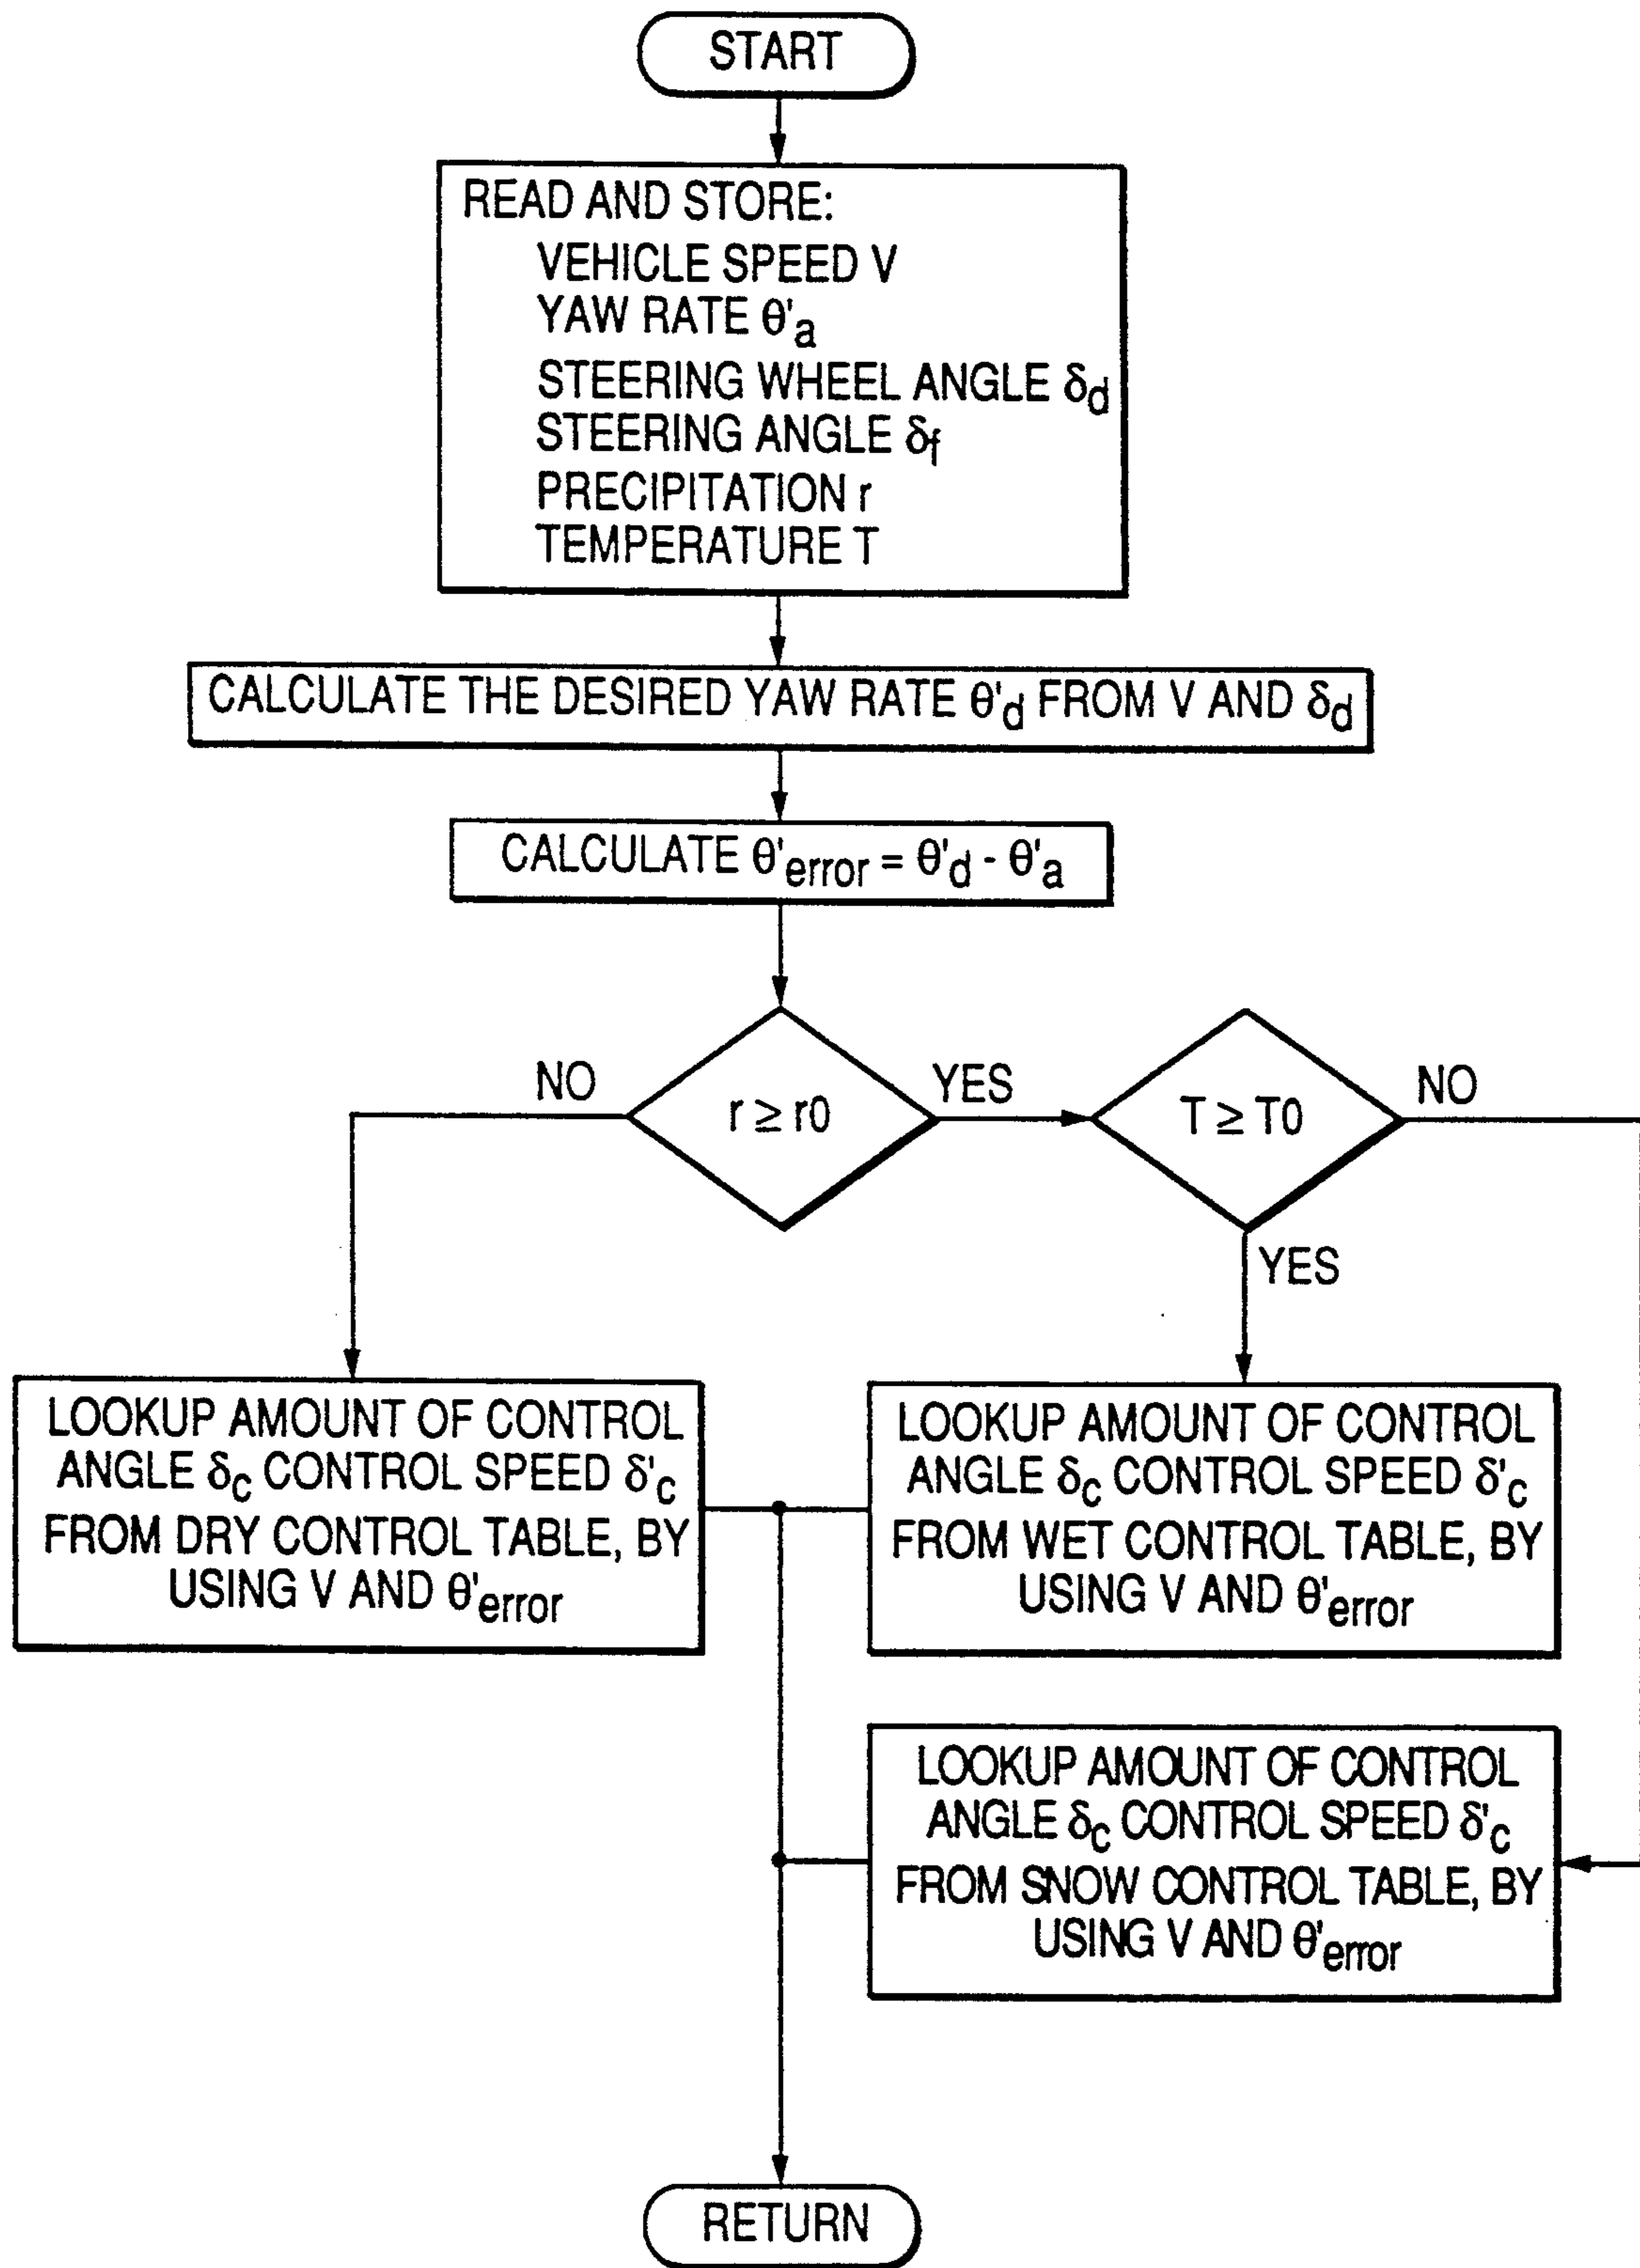 START
READ AND STORE:
VEHICLE SPEED V
YAW RATE θ'a
STEERING WHEEL ANGLE δd
STEERING ANGLE δf
PRECIPITATION r
TEMPERATURE T
CALCULATE THE DESIRED YAW RATE θ'd FROM V AND δd
CALCULATE θ'error = θ'd - θ'a
NO
r ≥ r0
YES
T ≥ T0
NO
YES
LOOKUP AMOUNT OF CONTROL
ANGLE δc CONTROL SPEED δ'c
FROM DRY CONTROL TABLE, BY
USING V AND θ'error
LOOKUP AMOUNT OF CONTROL
ANGLE δc CONTROL SPEED δ'c
FROM WET CONTROL TABLE, BY
USING V AND θ'error
LOOKUP AMOUNT OF CONTROL
ANGLE δc CONTROL SPEED δ'c
FROM SNOW CONTROL TABLE, BY
USING V AND θ'error
RETURN